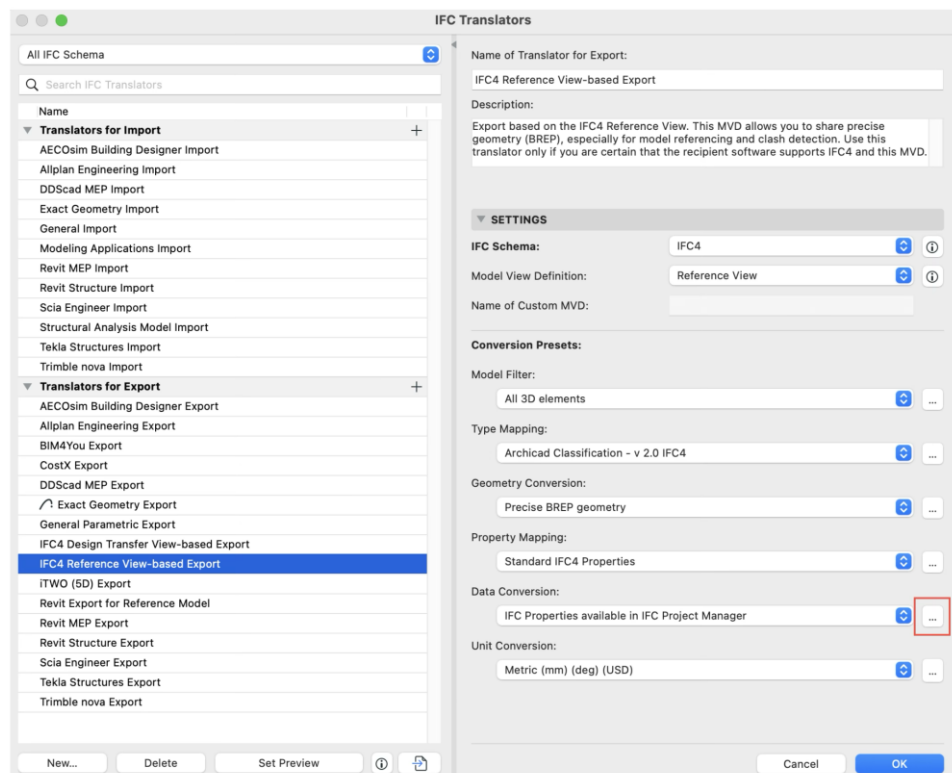 IFC Translators
All IFC Schema
Search IFC Translators
Name
Translators for Import
AECOsim Building Designer Import
Allplan Engineering Import
DDScad MEP Import
Exact Geometry Import
General Import
Modeling Applications Import
Revit MEP Import
Revit Structure Import
Scia Engineer Import
Structural Analysis Model Import
Tekla Structures Import
Trimble nova Import
Translators for Export
AECOsim Building Designer Export
Allplan Engineering Export
BIM4You Export
CostX Export
DDScad MEP Export
Exact Geometry Export
General Parametric Export
IFC4 Design Transfer View-based Export
IFC4 Reference View-based Export
iTWO (5D) Export
Revit Export for Reference Model
Revit MEP Export
Revit Structure Export
Scia Engineer Export
Tekla Structures Export
Trimble nova Export
New...
Delete
Set Preview
Name of Translator for Export:
IFC4 Reference View-based Export
Description:
Export based on the IFC4 Reference View. This MVD allows you to share precise
geometry (BREP), especially for model referencing and clash detection. Use this
translator only if you are certain that the recipient software supports IFC4 and this MVD.
SETTINGS
IFC Schema:
IFC4
Model View Definition:
Reference View
Name of Custom MVD:
Conversion Presets:
Model Filter:
All 3D elements
...
Type Mapping:
Archicad Classification - v 2.0 IFC4
...
Geometry Conversion:
Precise BREP geometry
...
Property Mapping:
Standard IFC4 Properties
...
Data Conversion:
IFC Properties available in IFC Project Manager
...
Unit Conversion:
Metric (mm) (deg) (USD)
...
Cancel
OK